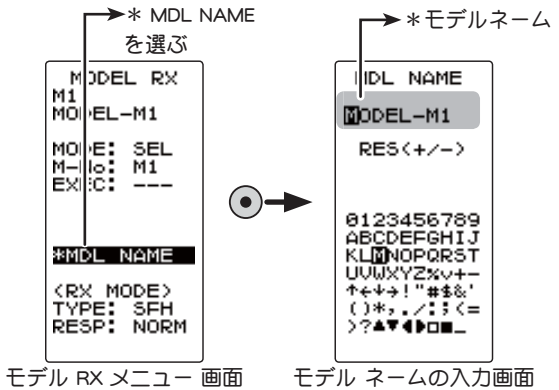 ＊ MDL NAME
を選ぶ
MODEL RX
M1
MODEL-M1
MODE: SEL
M-No: M1
EXEC: ---
*MDL NAME
<RX MODE>
TYPE: SFH
RESP: NORM
モデル RX メニュー 画面
＊モデルネーム
MDL NAME
MODEL-M1
RES<+/->
0123456789
ABCDEFGHIJ
KLMNOPQRST
UVWXYZ%v+-
↑←↓→!"#$&'
()*,./:;<=
>?▲▼◀▶□■_
モデル ネームの入力画面